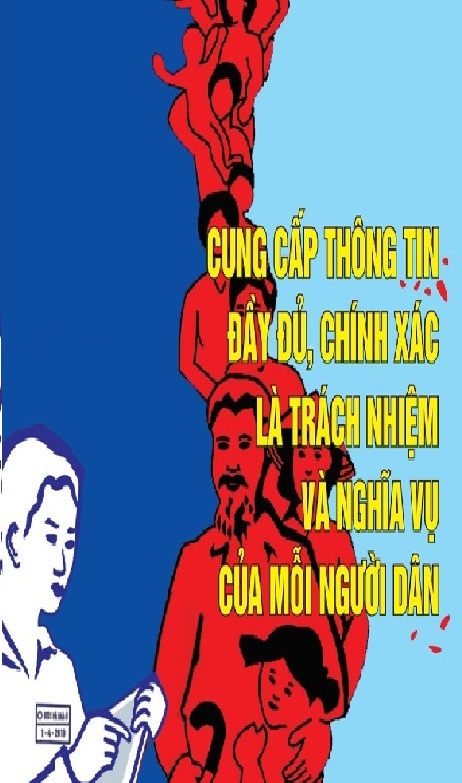 CUNG CẤP THÔNG TIN
ĐẦY ĐỦ, CHÍNH XÁC
LÀ TRÁCH NHIỆM
VÀ NGHĨA VỤ
CỦA MỖI NGƯỜI DÂN
1-4-2019